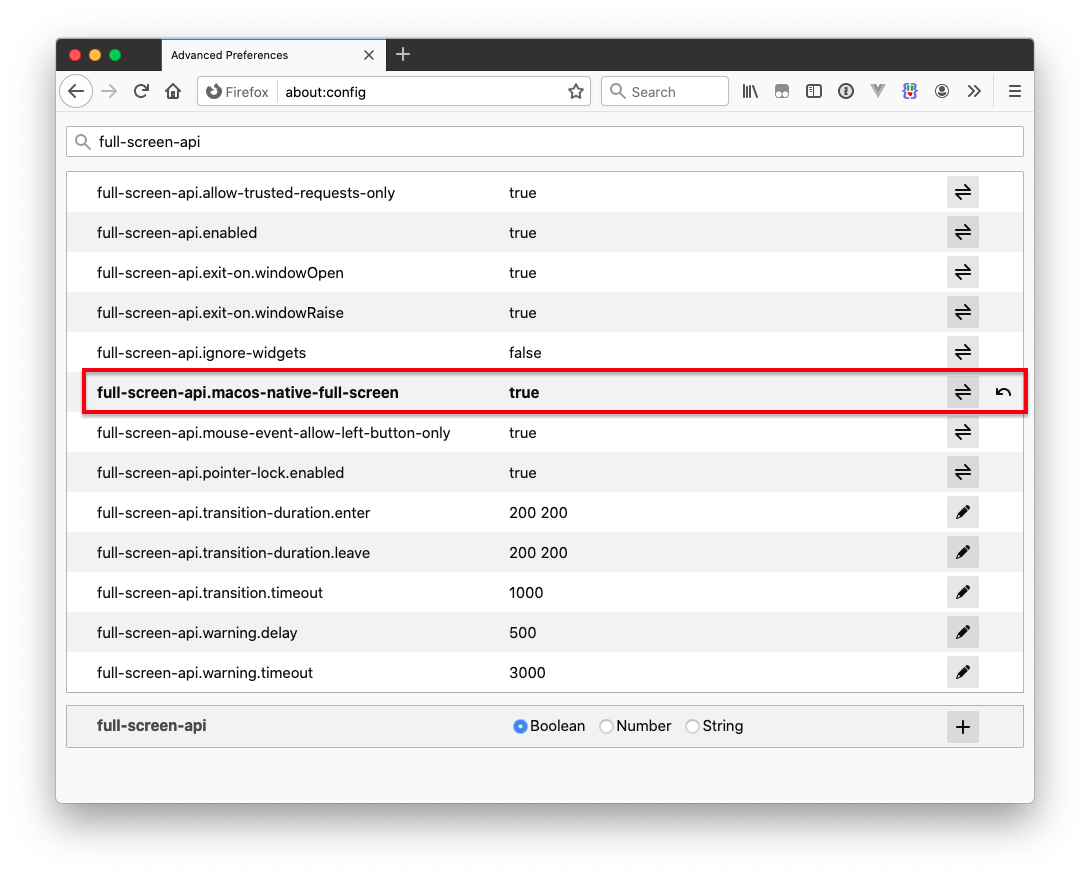 Advanced Preferences
Firefox about:config Search
full-screen-api
full-screen-api.allow-trusted-requests-only true
full-screen-api.enabled true
full-screen-api.exit-on.windowOpen true
full-screen-api.exit-on.windowRaise true
full-screen-api.ignore-widgets false
full-screen-api.macos-native-full-screen true
full-screen-api.mouse-event-allow-left-button-only true
full-screen-api.pointer-lock.enabled true
full-screen-api.transition-duration.enter 200 200
full-screen-api.transition-duration.leave 200 200
full-screen-api.transition.timeout 1000
full-screen-api.warning.delay 500
full-screen-api.warning.timeout 3000
full-screen-api Boolean Number String